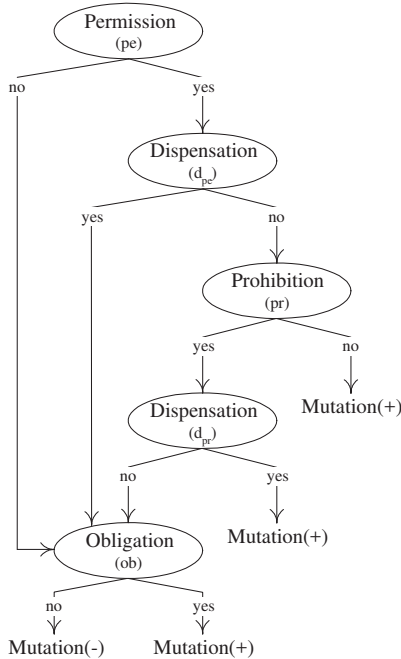 Permission
(pe)
no
yes
Dispensation
(d_pe)
yes
no
Prohibition
(pr)
yes
no
Dispensation
(d_pr)
Mutation(+)
no
yes
Obligation
(ob)
Mutation(+)
no
yes
Mutation(-)
Mutation(+)